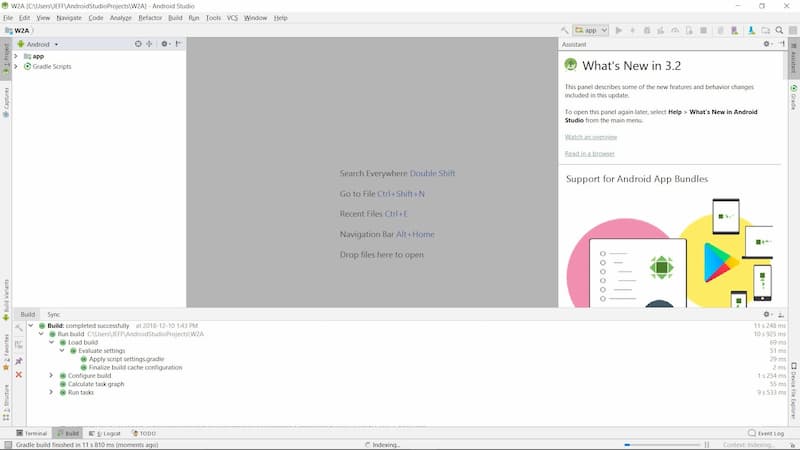 W2A [C:\Users\JEFF\AndroidStudioProjects\W2A] - Android Studio
File Edit View Navigate Code Analyze Refactor Build Run Tools VCS Window Help
W2A
app
Android
app
Gradle Scripts
1: Project
Captures
Build Variants
2: Favorites
7: Structure
Search Everywhere Double Shift
Go to File Ctrl+Shift+N
Recent Files Ctrl+E
Navigation Bar Alt+Home
Drop files here to open
Assistant
What's New in 3.2
This panel describes some of the new features and behavior changes
included in this update.
To open this panel again later, select Help > What's New in Android
Studio from the main menu.
Watch an overview
Read in a browser
Support for Android App Bundles
Assistant
Gradle
Device File Explorer
Build Sync
Build: completed successfully at 2018-12-10 1:43 PM 11 s 248 ms
Run build C:\Users\JEFF\AndroidStudioProjects\W2A 10 s 925 ms
Load build 69 ms
Evaluate settings 51 ms
Apply script settings.gradle 29 ms
Finalize build cache configuration 2 ms
Configure build 1 s 254 ms
Calculate task graph 55 ms
Run tasks 9 s 533 ms
Terminal Build 6: Logcat TODO Event Log
Gradle build finished in 11 s 810 ms (moments ago) Indexing... Context: Indexing...